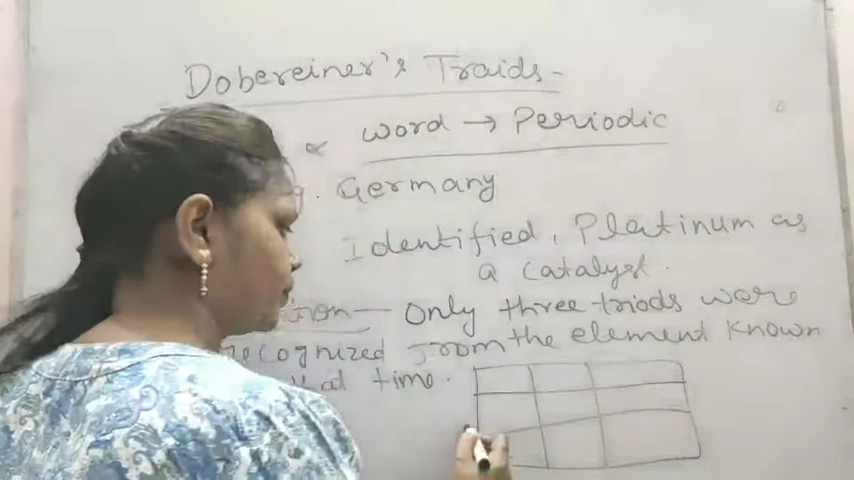 Dobereiner's Traids-
word → Periodic
g. Germany
Identified, Platinum as
a catalyst.
tion — Only three triods were
recognized from the element known
time.